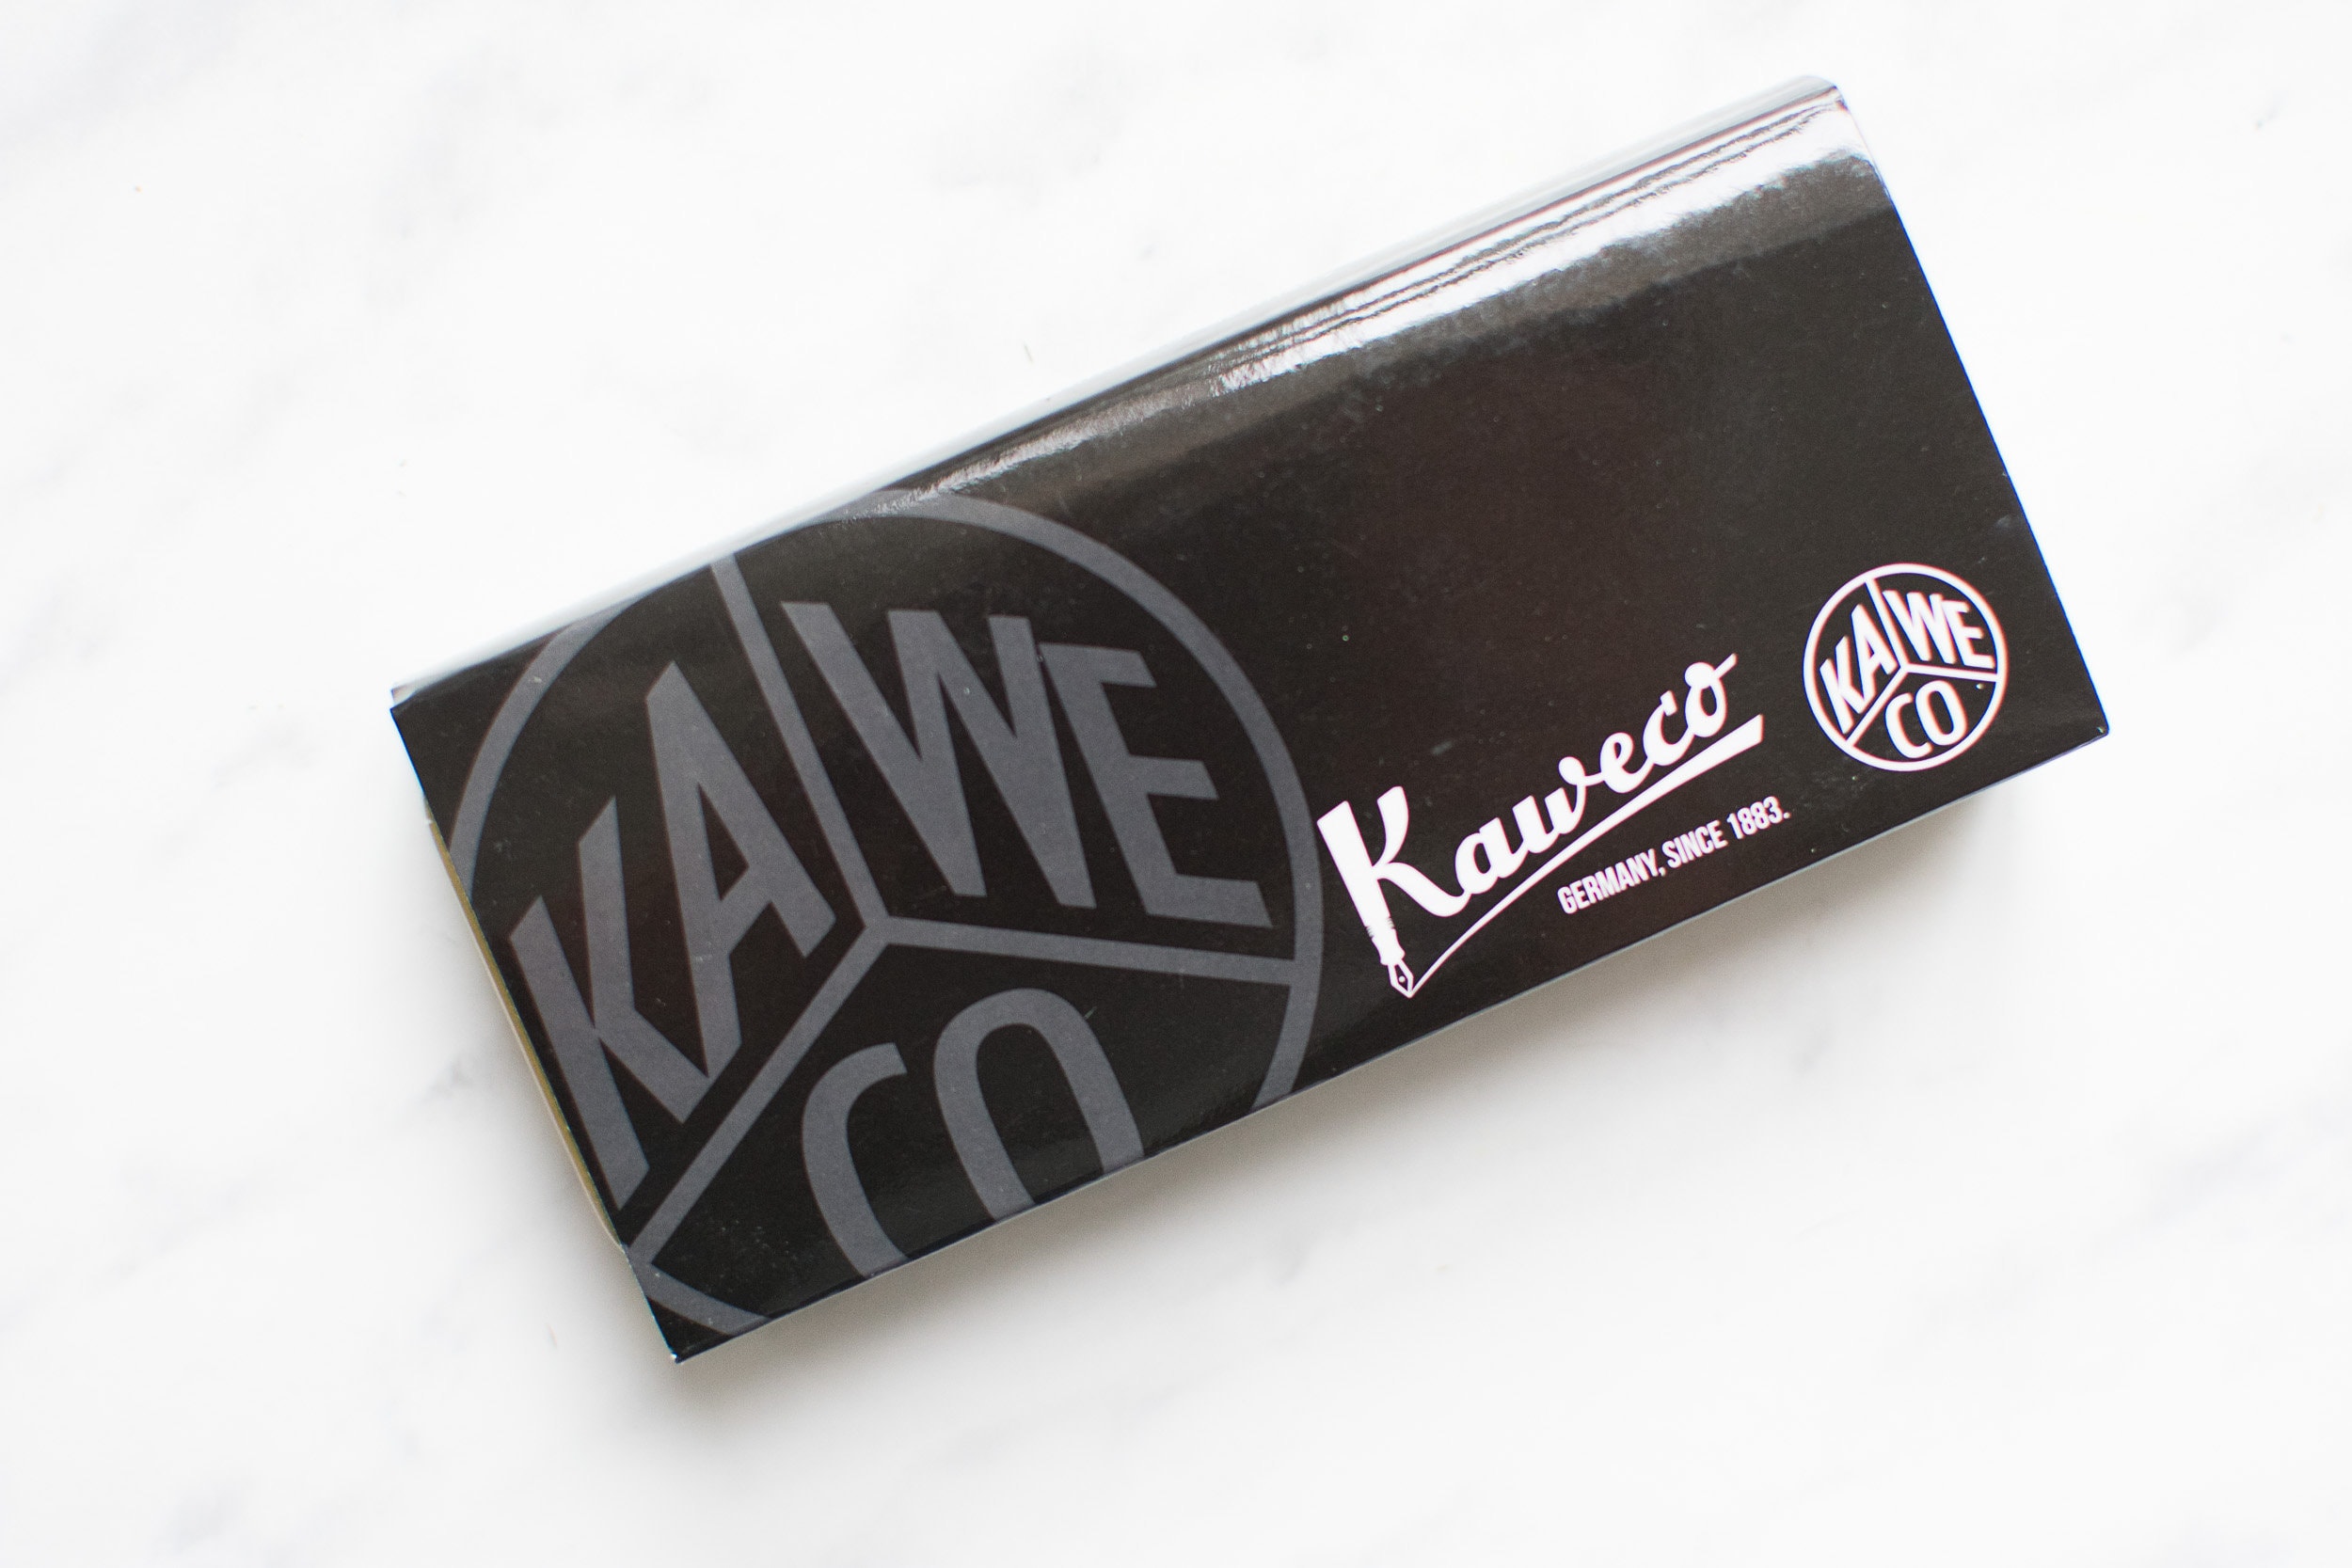 KA WE
CO
Kaweco
GERMANY, SINCE 1883.
KA WE
CO